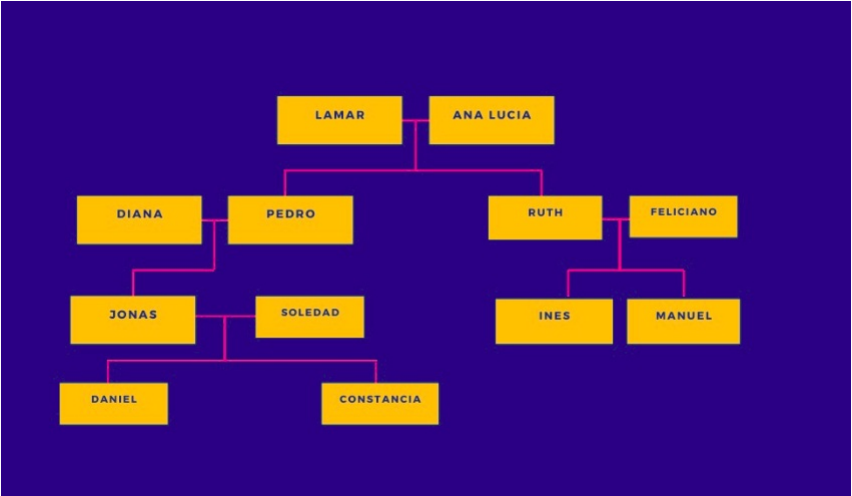 LAMAR
ANA LUCIA
DIANA
PEDRO
RUTH
FELICIANO
JONAS
SOLEDAD
INES
MANUEL
DANIEL
CONSTANCIA